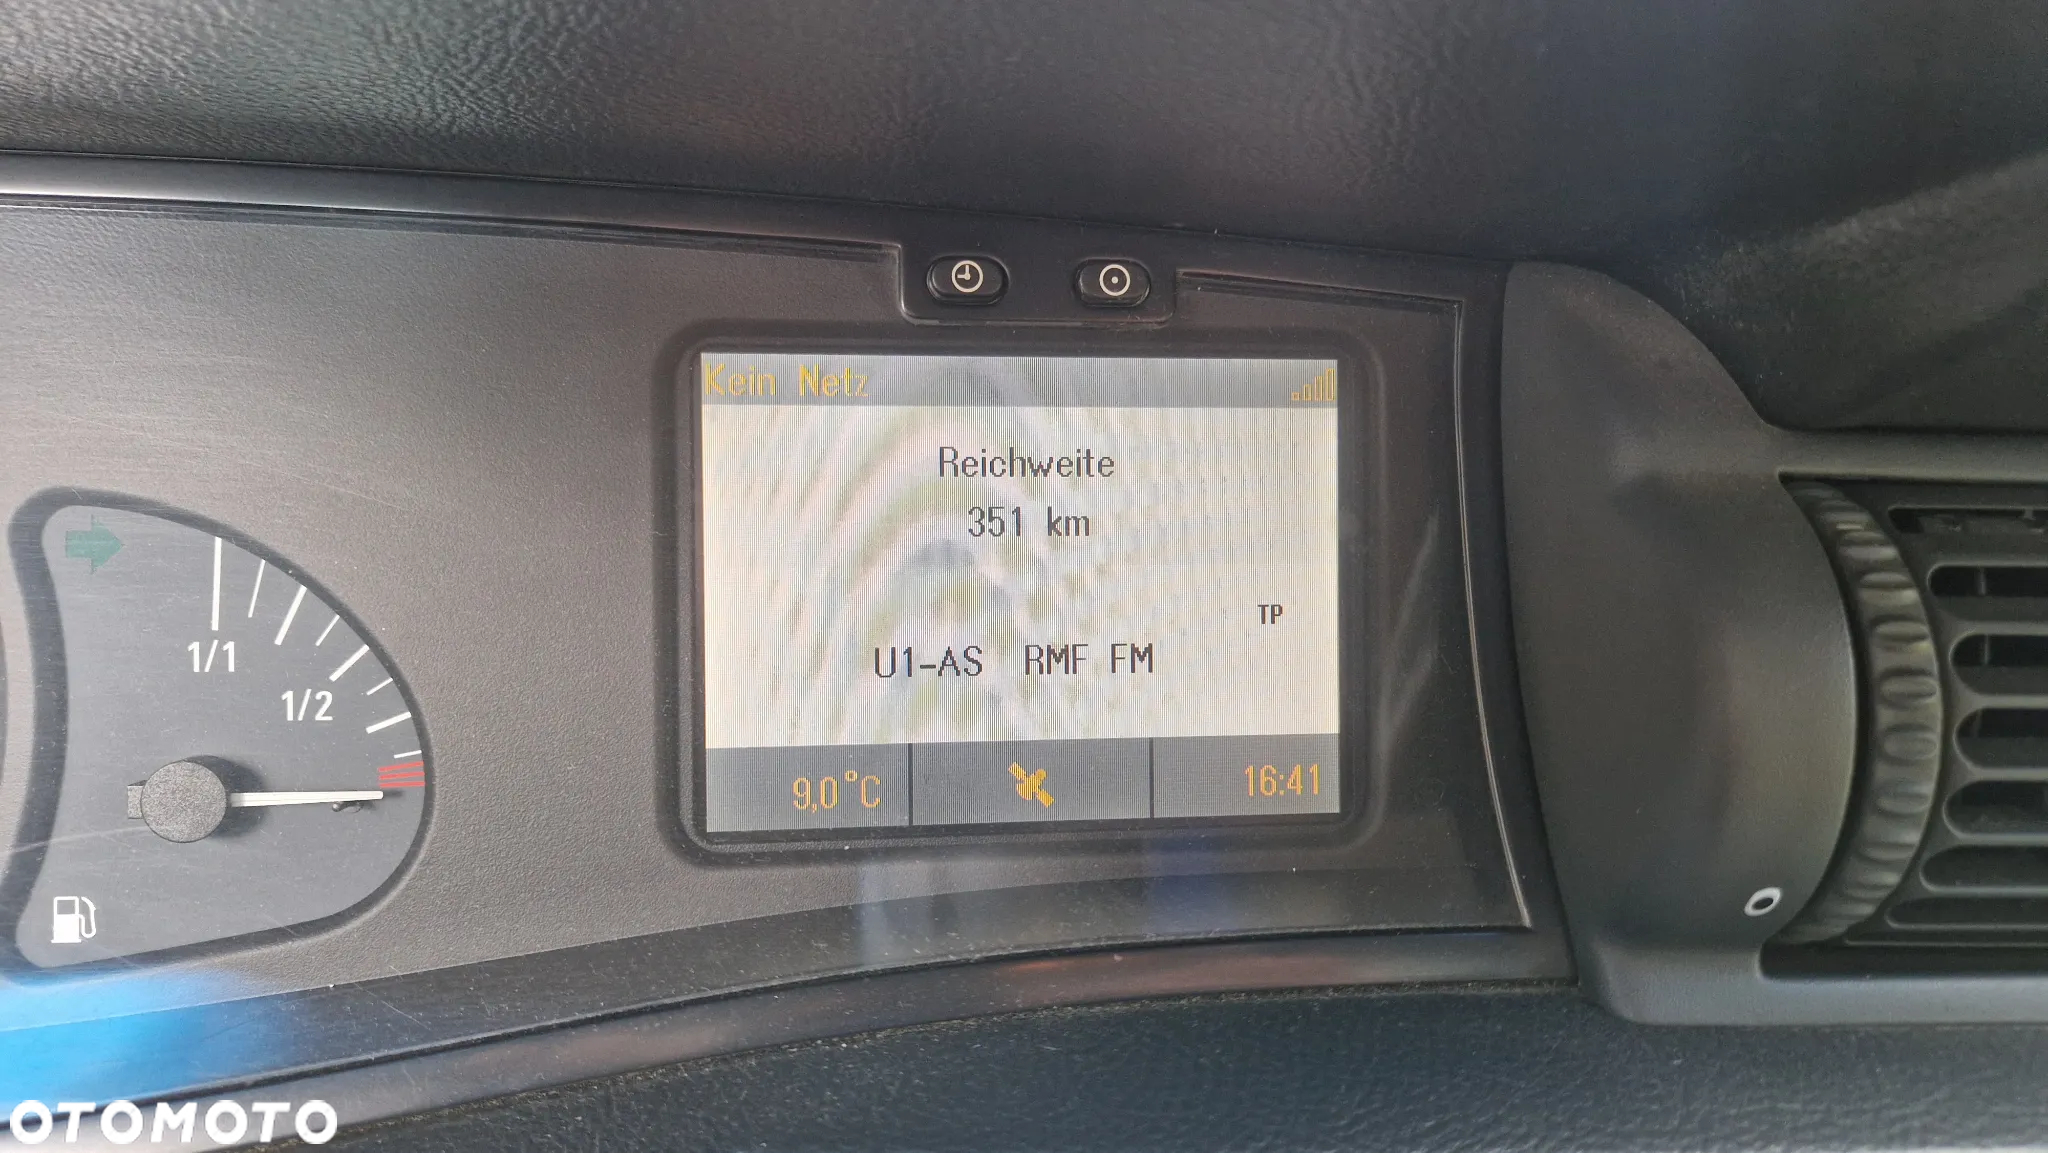 Kein Netz
Reichweite
351 km
TP
U1-AS RMF FM
9,0°C
16:41
1/1
1/2
OTOMOTO